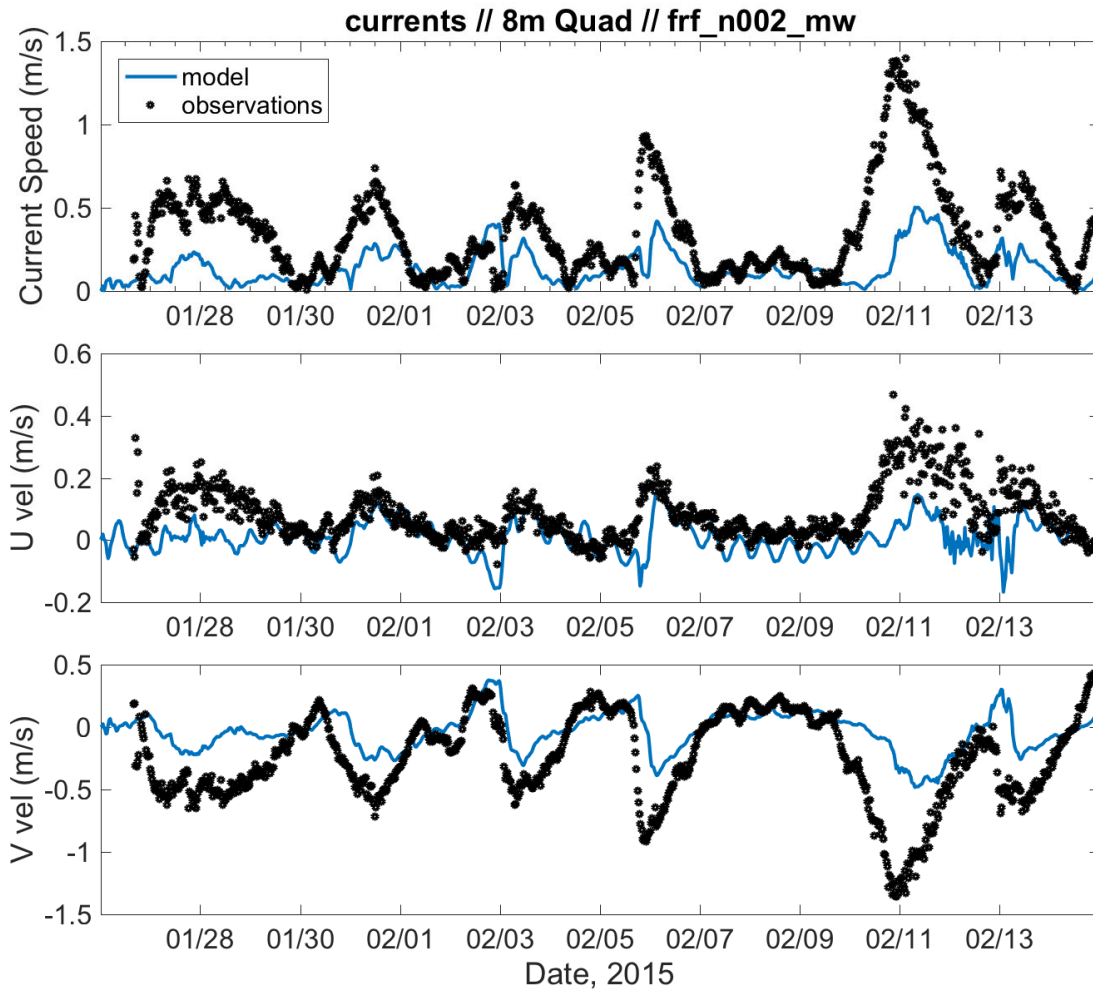 currents // 8m Quad // frf_n002_mw
Current Speed (m/s)
1.5
1
0.5
0
model
observations
01/28 01/30 02/01 02/03 02/05 02/07 02/09 02/11 02/13
U vel (m/s)
0.6
0.4
0.2
0
-0.2
01/28 01/30 02/01 02/03 02/05 02/07 02/09 02/11 02/13
V vel (m/s)
0.5
0
-0.5
-1
-1.5
01/28 01/30 02/01 02/03 02/05 02/07 02/09 02/11 02/13
Date, 2015